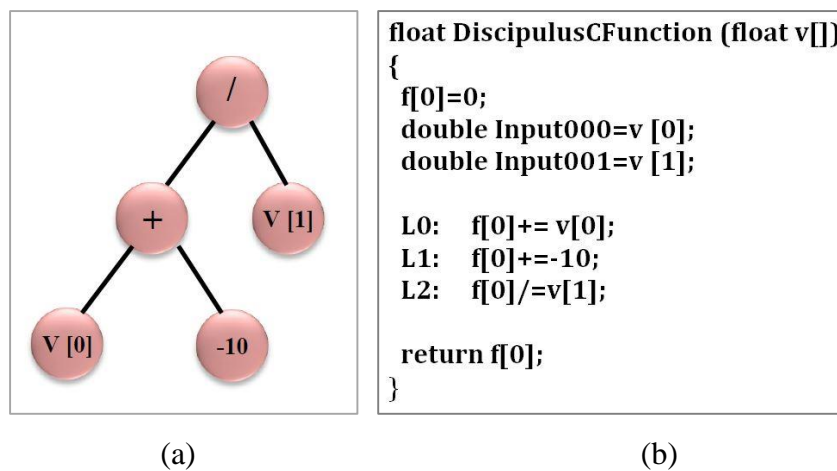 /
+
V [1]
V [0]
-10
(a)
float DiscipulusCFunction (float v[])
{
f[0]=0;
double Input000=v [0];
double Input001=v [1];
L0: f[0]+= v[0];
L1: f[0]+=-10;
L2: f[0]/=v[1];
return f[0];
}
(b)